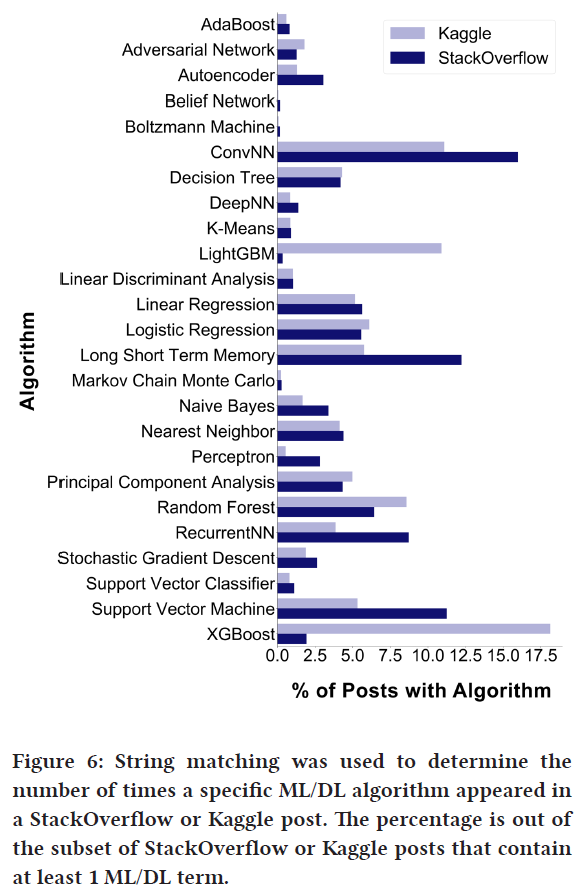 Kaggle
StackOverflow
Algorithm
AdaBoost
Adversarial Network
Autoencoder
Belief Network
Boltzmann Machine
ConvNN
Decision Tree
DeepNN
K-Means
LightGBM
Linear Discriminant Analysis
Linear Regression
Logistic Regression
Long Short Term Memory
Markov Chain Monte Carlo
Naive Bayes
Nearest Neighbor
Perceptron
Principal Component Analysis
Random Forest
RecurrentNN
Stochastic Gradient Descent
Support Vector Classifier
Support Vector Machine
XGBoost
0.0 2.5 5.0 7.5 10.0 12.5 15.0 17.5
% of Posts with Algorithm
Figure 6: String matching was used to determine the
number of times a specific ML/DL algorithm appeared in
a StackOverflow or Kaggle post. The percentage is out of
the subset of StackOverflow or Kaggle posts that contain
at least 1 ML/DL term.